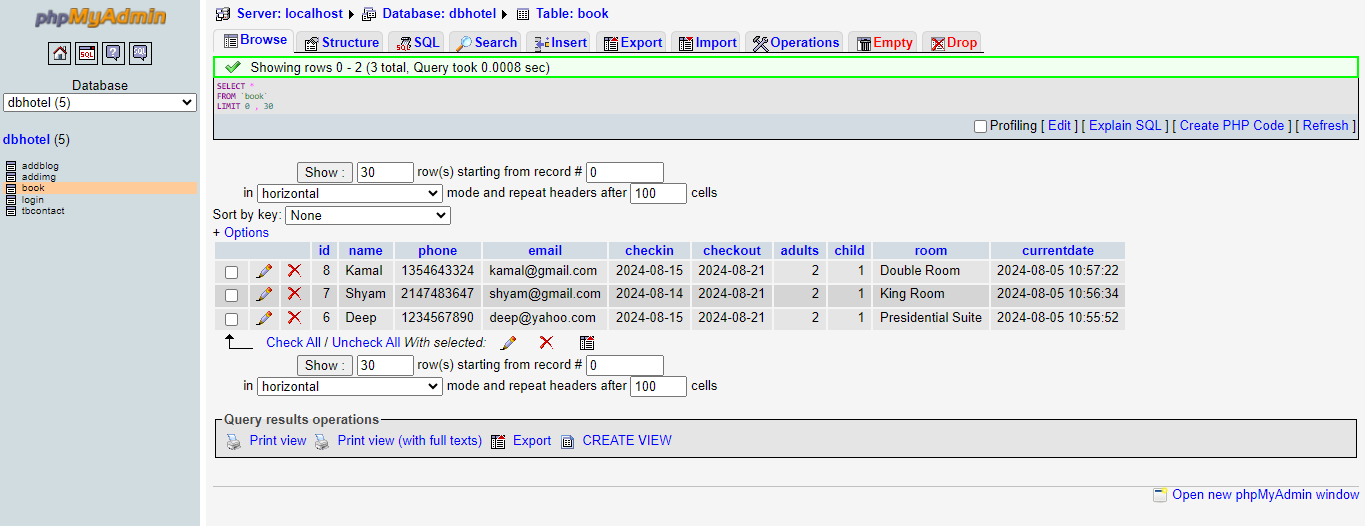 phpMyAdmin
SQL
SQL
Database
dbhotel (5)
dbhotel (5)
addblog
addimg
book
login
tbcontact
Server: localhost Database: dbhotel Table: book
Browse Structure SQL Search Insert Export Import Operations Empty Drop
Showing rows 0 - 2 (3 total, Query took 0.0008 sec)
SELECT *
FROM `book`
LIMIT 0 , 30
Profiling [ Edit ] [ Explain SQL ] [ Create PHP Code ] [ Refresh ]
Show : 30 row(s) starting from record # 0
in horizontal mode and repeat headers after 100 cells
Sort by key: None
+ Options
id name phone email checkin checkout adults child room currentdate
8 Kamal 1354643324 kamal@gmail.com 2024-08-15 2024-08-21 2 1 Double Room 2024-08-05 10:57:22
7 Shyam 2147483647 shyam@gmail.com 2024-08-14 2024-08-21 2 1 King Room 2024-08-05 10:56:34
6 Deep 1234567890 deep@yahoo.com 2024-08-15 2024-08-21 2 1 Presidential Suite 2024-08-05 10:55:52
Check All / Uncheck All With selected:
Show : 30 row(s) starting from record # 0
in horizontal mode and repeat headers after 100 cells
Query results operations
Print view Print view (with full texts) Export CREATE VIEW
Open new phpMyAdmin window